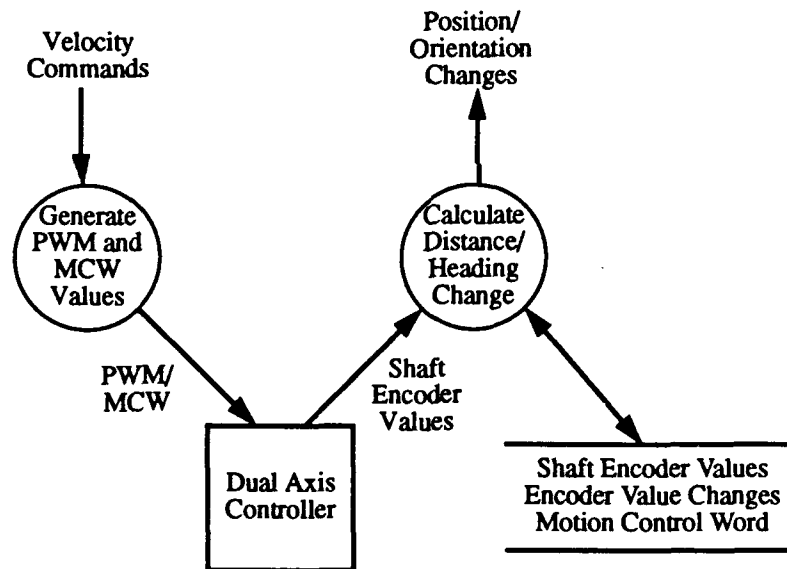 Velocity
Commands
Position/
Orientation
Changes
Generate
PWM and
MCW
Values
Calculate
Distance/
Heading
Change
PWM/
MCW
Shaft
Encoder
Values
Dual Axis
Controller
Shaft Encoder Values
Encoder Value Changes
Motion Control Word